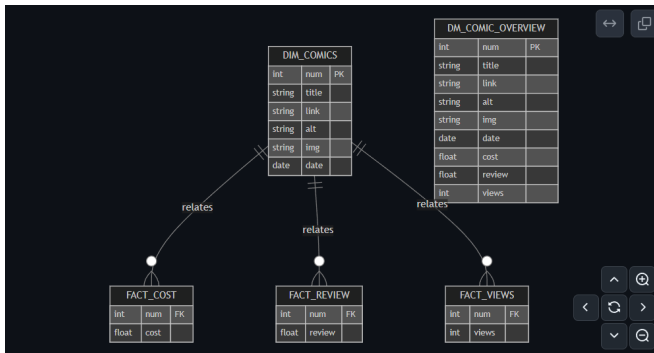 DIM_COMICS
int num PK
string title
string link
string alt
string img
date date
DM_COMIC_OVERVIEW
int num PK
string title
string link
string alt
string img
date date
float cost
float review
int views
relates
relates
relates
FACT_COST
int num FK
float cost
FACT_REVIEW
int num FK
float review
FACT_VIEWS
int num FK
int views